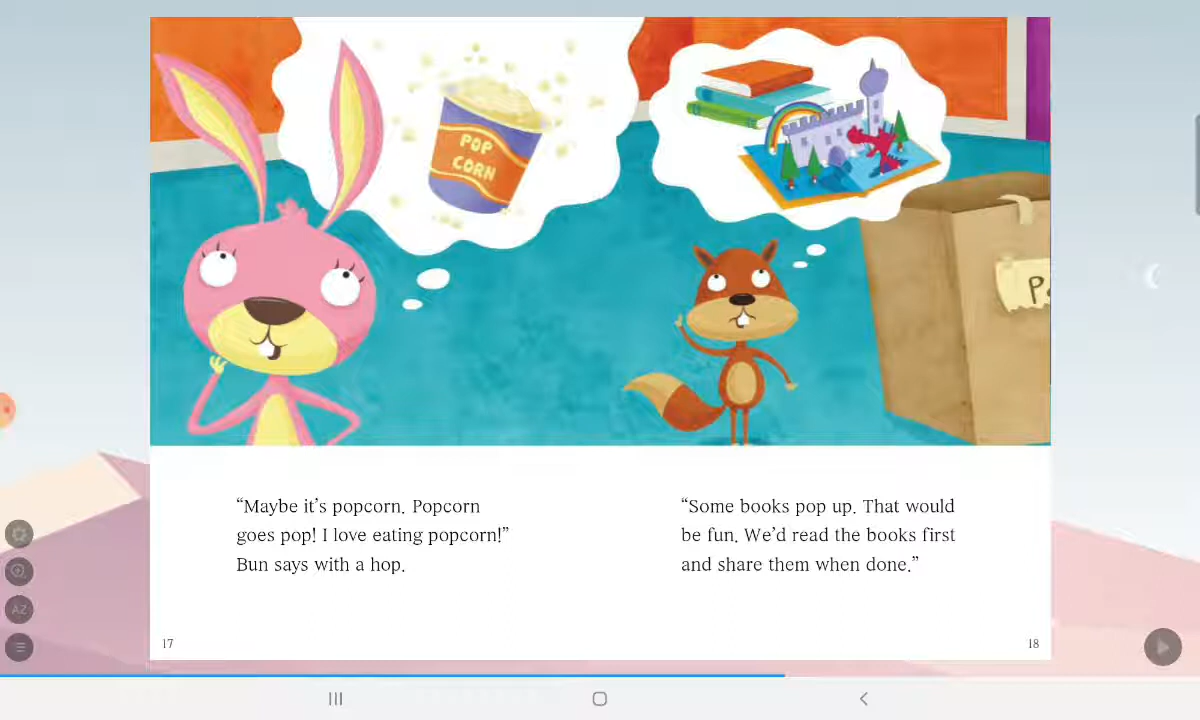 POP
CORN
“Maybe it’s popcorn. Popcorn
goes pop! I love eating popcorn!”
Bun says with a hop.
“Some books pop up. That would
be fun. We’d read the books first
and share them when done.”
17
18
AZ